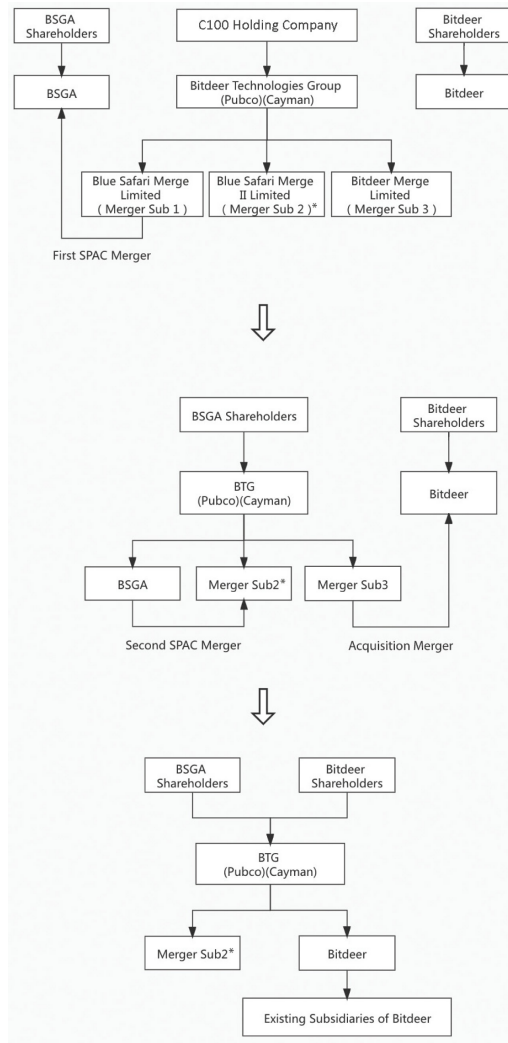 BSGA
Shareholders
C100 Holding Company
Bitdeer
Shareholders
BSGA
Bitdeer Technologies Group
(Pubco)(Cayman)
Bitdeer
Blue Safari Merge
Limited
( Merger Sub 1 )
Blue Safari Merge
II Limited
( Merger Sub 2 )*
Bitdeer Merge
Limited
( Merger Sub 3 )
First SPAC Merger
BSGA Shareholders
Bitdeer
Shareholders
BTG
(Pubco)(Cayman)
Bitdeer
BSGA
Merger Sub2*
Merger Sub3
Second SPAC Merger
Acquisition Merger
BSGA
Shareholders
Bitdeer
Shareholders
BTG
(Pubco)(Cayman)
Merger Sub2*
Bitdeer
Existing Subsidiaries of Bitdeer